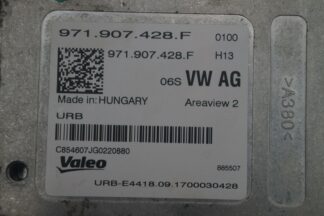 971.907.428.F 0100
971.907.428.F H13
06S VW AG
Made in: HUNGARY Areaview 2
URB
C854607JG0220880
Valeo 885507
URB-E4418.09.1700030428
>A380<